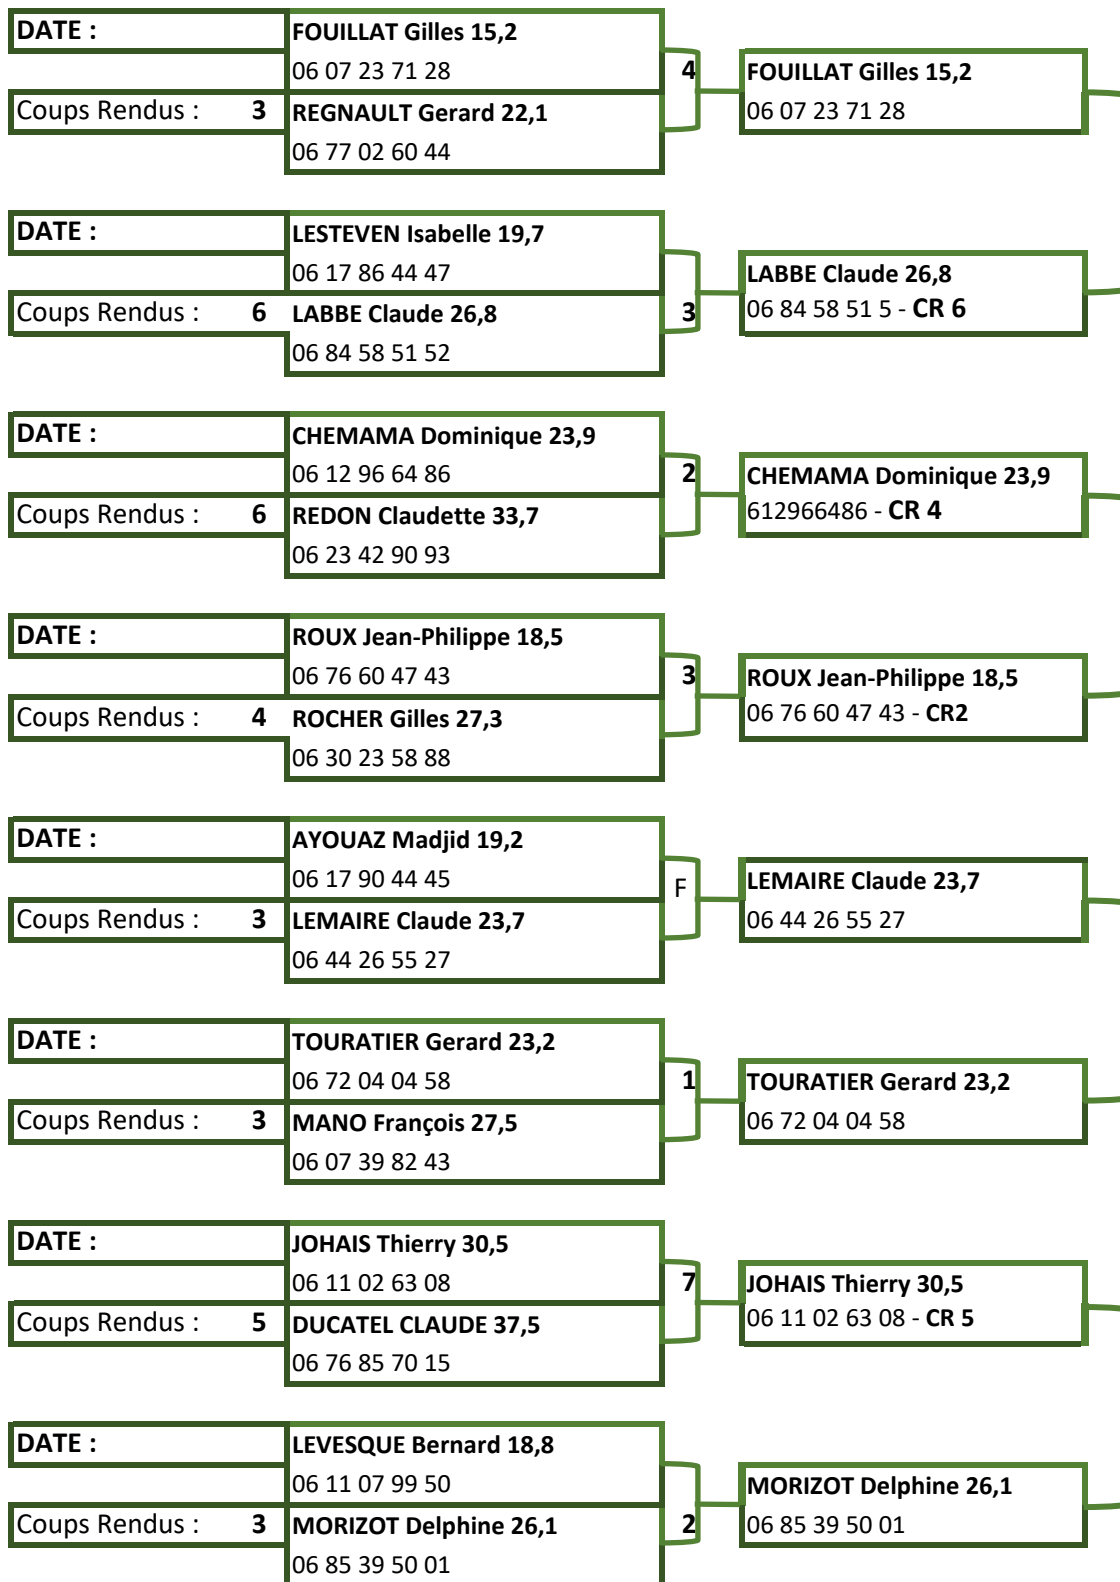 DATE :
FOUILLAT Gilles 15,2
06 07 23 71 28
4
FOUILLAT Gilles 15,2
06 07 23 71 28
Coups Rendus : 3
REGNAULT Gerard 22,1
06 77 02 60 44
DATE :
LESTEVEN Isabelle 19,7
06 17 86 44 47
LABBE Claude 26,8
06 84 58 51 5 - CR 6
Coups Rendus : 6
LABBE Claude 26,8
3
06 84 58 51 52
DATE :
CHEMAMA Dominique 23,9
06 12 96 64 86
2
CHEMAMA Dominique 23,9
612966486 - CR 4
Coups Rendus : 6
REDON Claudette 33,7
06 23 42 90 93
DATE :
ROUX Jean-Philippe 18,5
06 76 60 47 43
3
ROUX Jean-Philippe 18,5
06 76 60 47 43 - CR2
Coups Rendus : 4
ROCHER Gilles 27,3
06 30 23 58 88
DATE :
AYOUAZ Madjid 19,2
06 17 90 44 45
F
LEMAIRE Claude 23,7
06 44 26 55 27
Coups Rendus : 3
LEMAIRE Claude 23,7
06 44 26 55 27
DATE :
TOURATIER Gerard 23,2
06 72 04 04 58
1
TOURATIER Gerard 23,2
06 72 04 04 58
Coups Rendus : 3
MANO François 27,5
06 07 39 82 43
DATE :
JOHAIS Thierry 30,5
06 11 02 63 08
7
JOHAIS Thierry 30,5
06 11 02 63 08 - CR 5
Coups Rendus : 5
DUCATEL CLAUDE 37,5
06 76 85 70 15
DATE :
LEVESQUE Bernard 18,8
06 11 07 99 50
MORIZOT Delphine 26,1
06 85 39 50 01
Coups Rendus : 3
MORIZOT Delphine 26,1
2
06 85 39 50 01